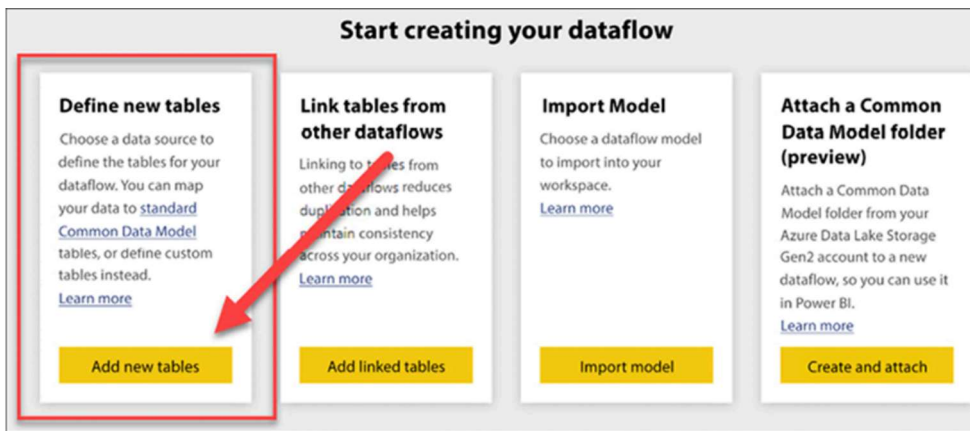 Start creating your dataflow
Define new tables
Choose a data source to
define the tables for your
dataflow. You can map
your data to standard
Common Data Model
tables, or define custom
tables instead.
Learn more
Add new tables
Link tables from
other dataflows
Linking to tables from
other dataflows reduces
duplication and helps
maintain consistency
across your organization.
Learn more
Add linked tables
Import Model
Choose a dataflow model
to import into your
workspace.
Learn more
Import model
Attach a Common
Data Model folder
(preview)
Attach a Common Data
Model folder from your
Azure Data Lake Storage
Gen2 account to a new
dataflow, so you can use it
in Power BI.
Learn more
Create and attach